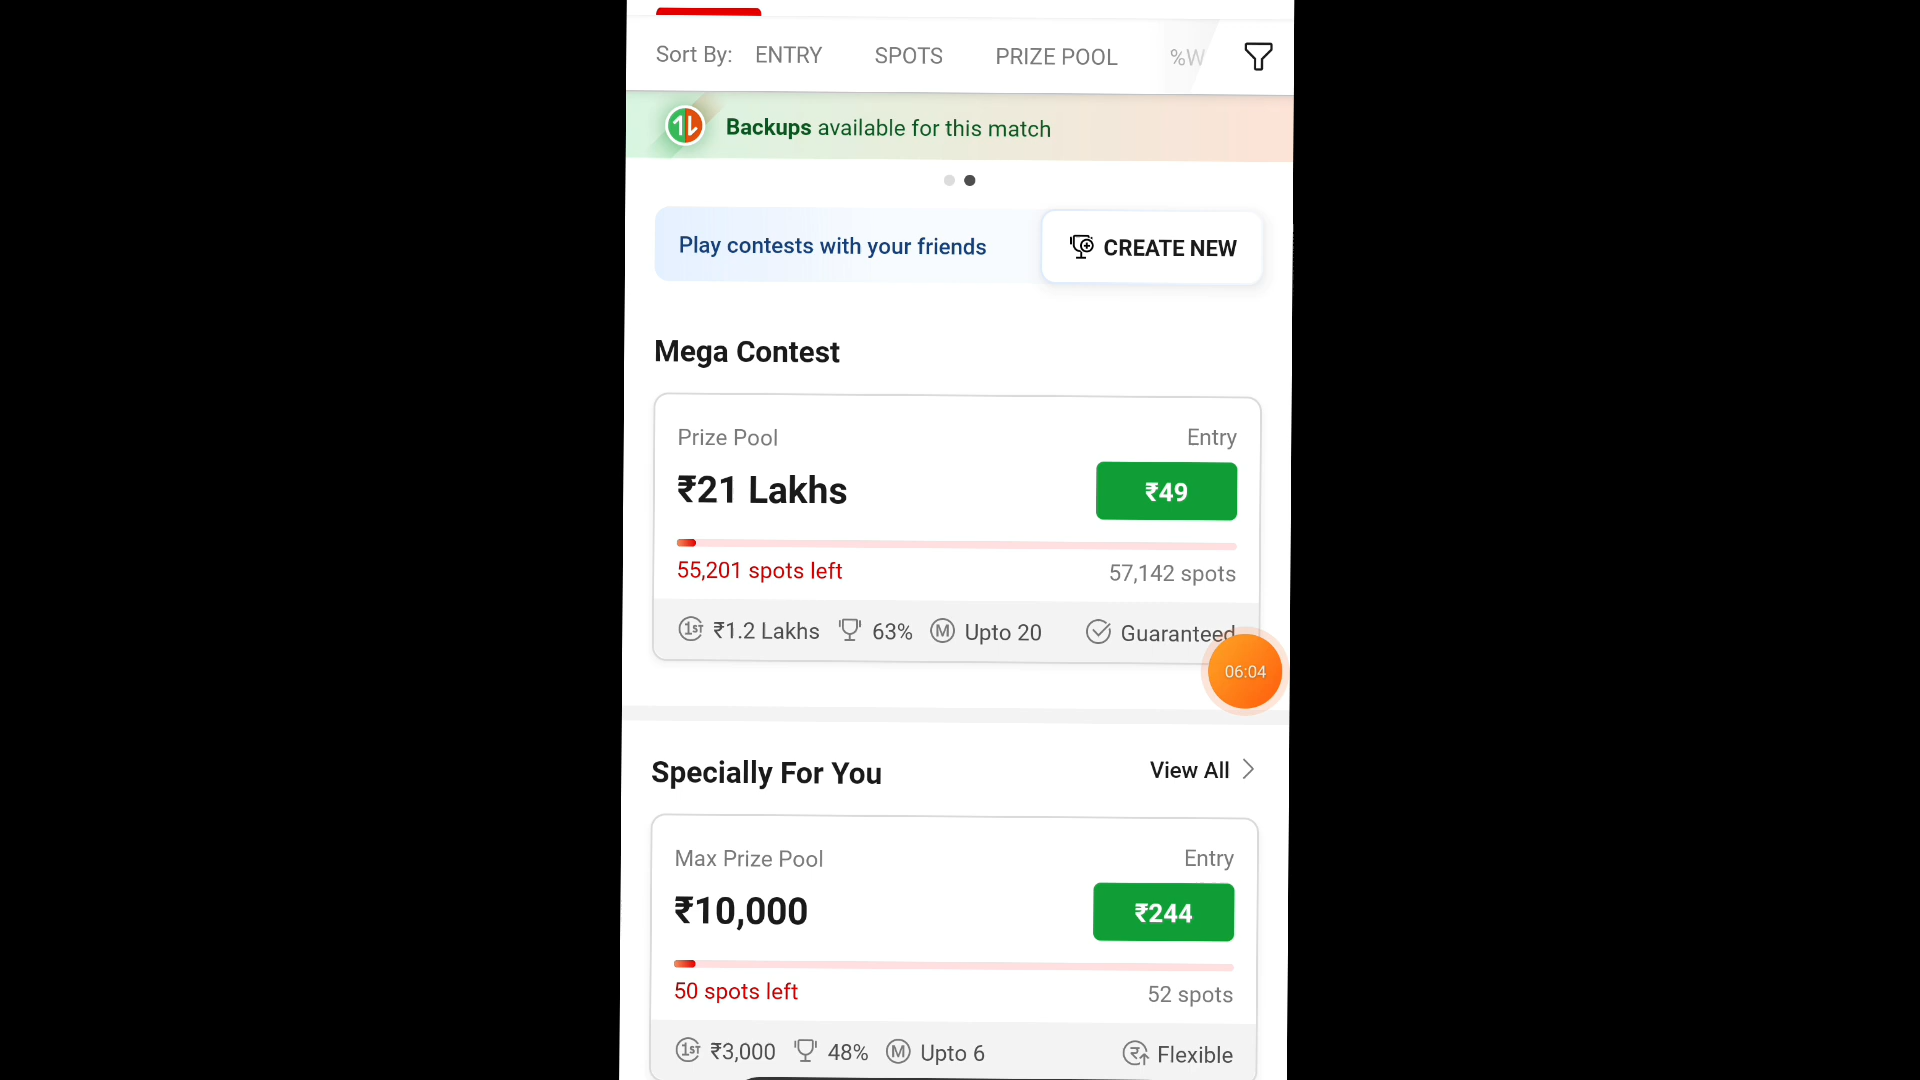 Sort By: ENTRY SPOTS PRIZE POOL %W
Backups available for this match
Play contests with your friends CREATE NEW
Mega Contest
Prize Pool Entry
₹21 Lakhs ₹49
55,201 spots left 57,142 spots
1ST ₹1.2 Lakhs 63% M Upto 20 Guaranteed
06:04
Specially For You View All
Max Prize Pool Entry
₹10,000 ₹244
50 spots left 52 spots
1ST ₹3,000 48% M Upto 6 Flexible